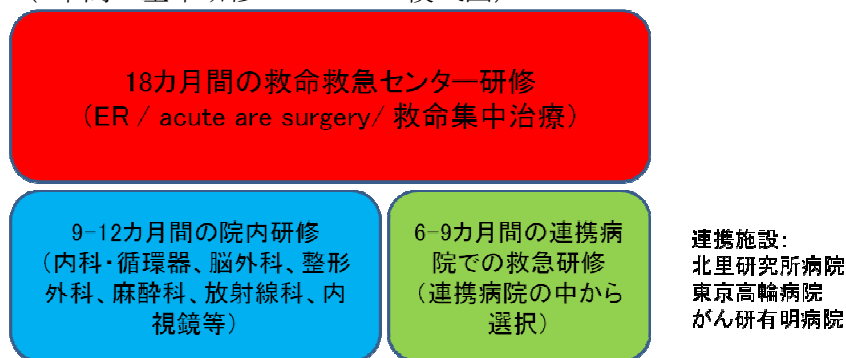 18カ月間の救命救急センター研修
（ER / acute are surgery/ 救命集中治療）
9-12カ月間の院内研修
（内科・循環器、脳外科、整形
外科、麻酔科、放射線科、内
視鏡等）
6-9カ月間の連携病
院での救急研修
（連携病院の中から
選択）
連携施設：
北里研究所病院
東京高輪病院
がん研有明病院